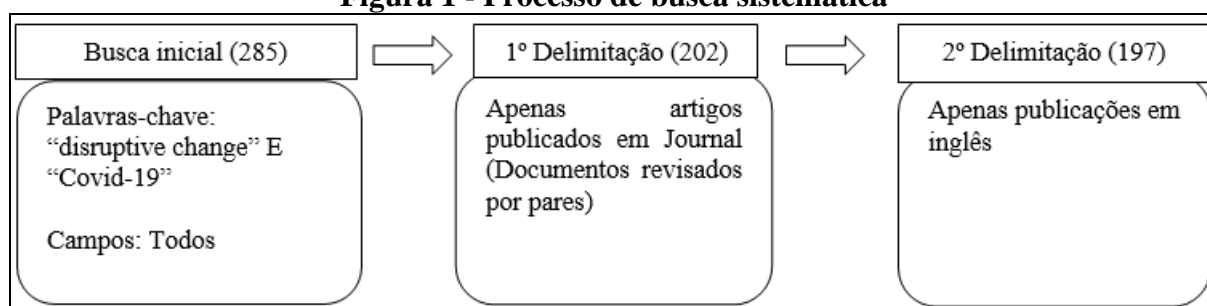 Figura 1 - Processo de busca sistemática
Busca inicial (285)
Palavras-chave:
“disruptive change” E
“Covid-19”
Campos: Todos
1º Delimitação (202)
Apenas artigos
publicados em Journal
(Documentos revisados
por pares)
2º Delimitação (197)
Apenas publicações em
inglês